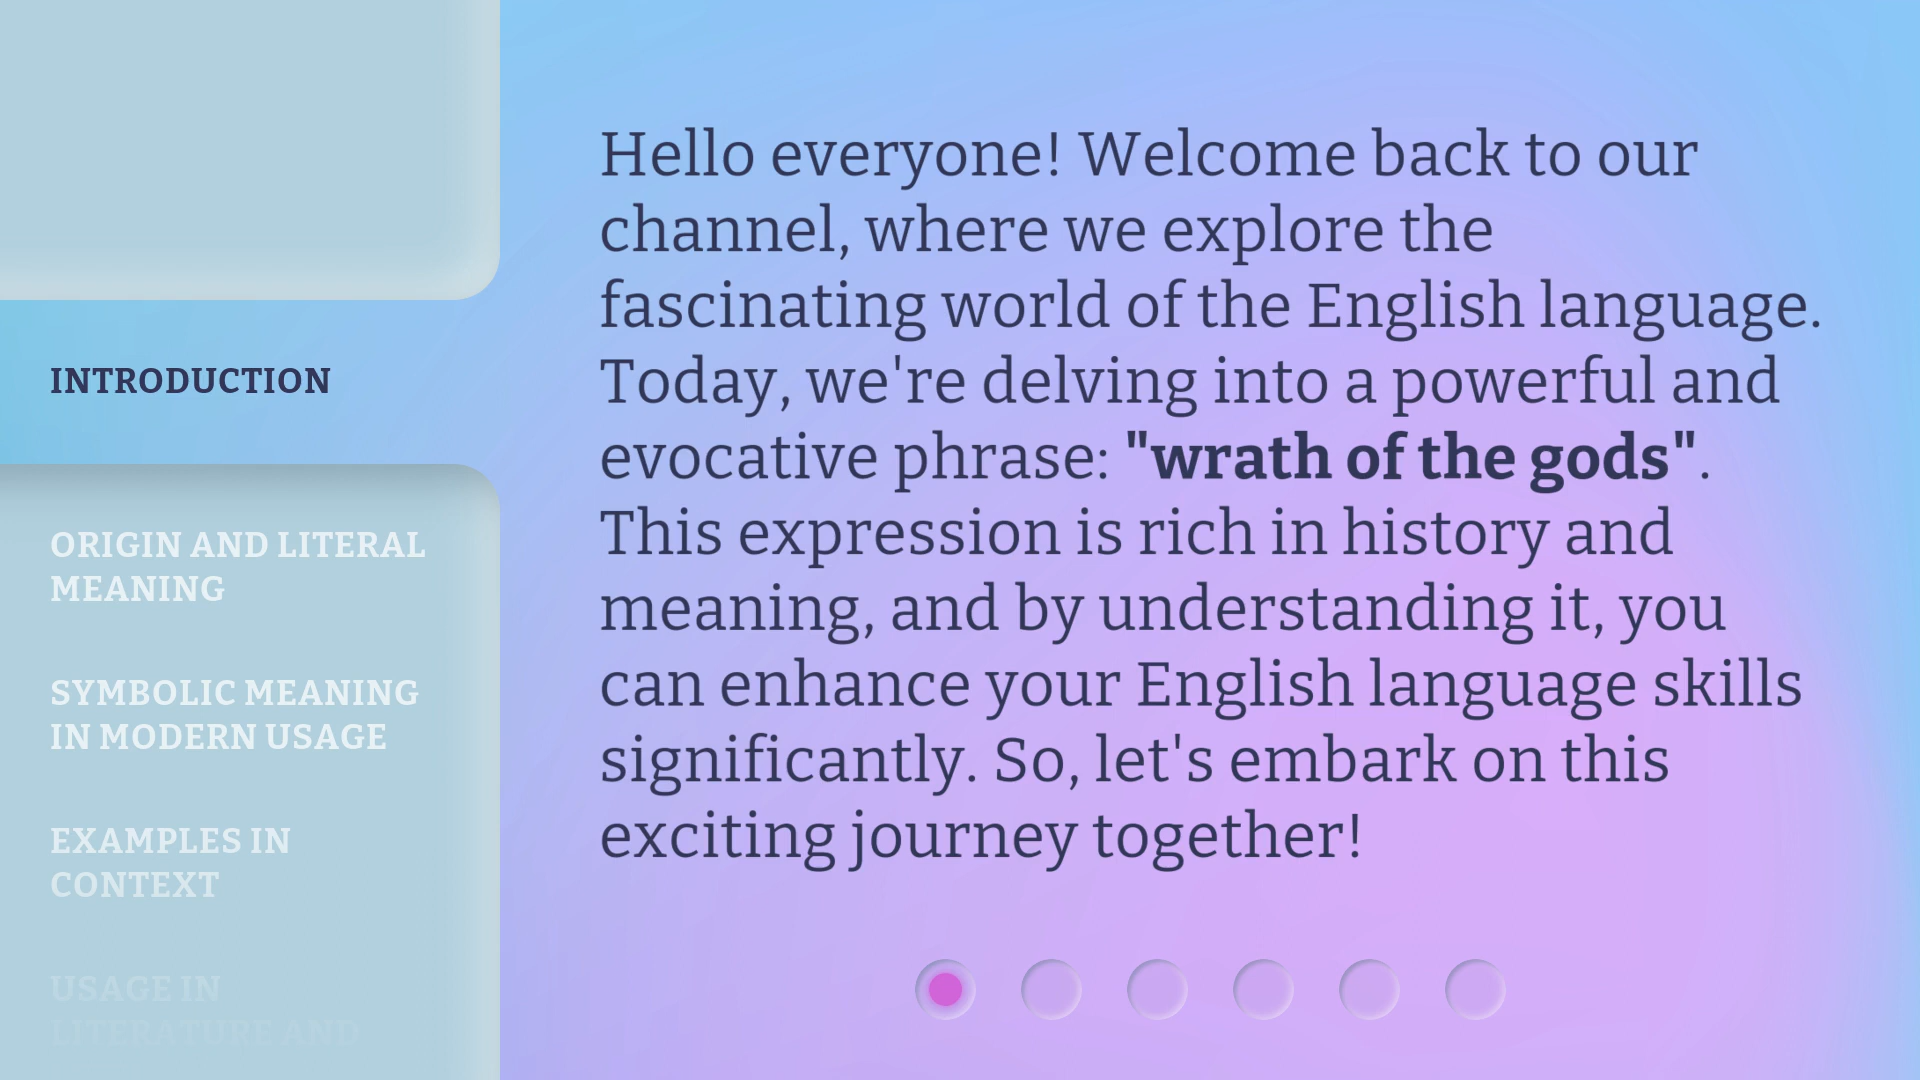 INTRODUCTION
ORIGIN AND LITERAL
MEANING
SYMBOLIC MEANING
IN MODERN USAGE
EXAMPLES IN
CONTEXT
USAGE IN
LITERATURE AND
Hello everyone! Welcome back to our
channel, where we explore the
fascinating world of the English language.
Today, we're delving into a powerful and
evocative phrase: "wrath of the gods".
This expression is rich in history and
meaning, and by understanding it, you
can enhance your English language skills
significantly. So, let's embark on this
exciting journey together!